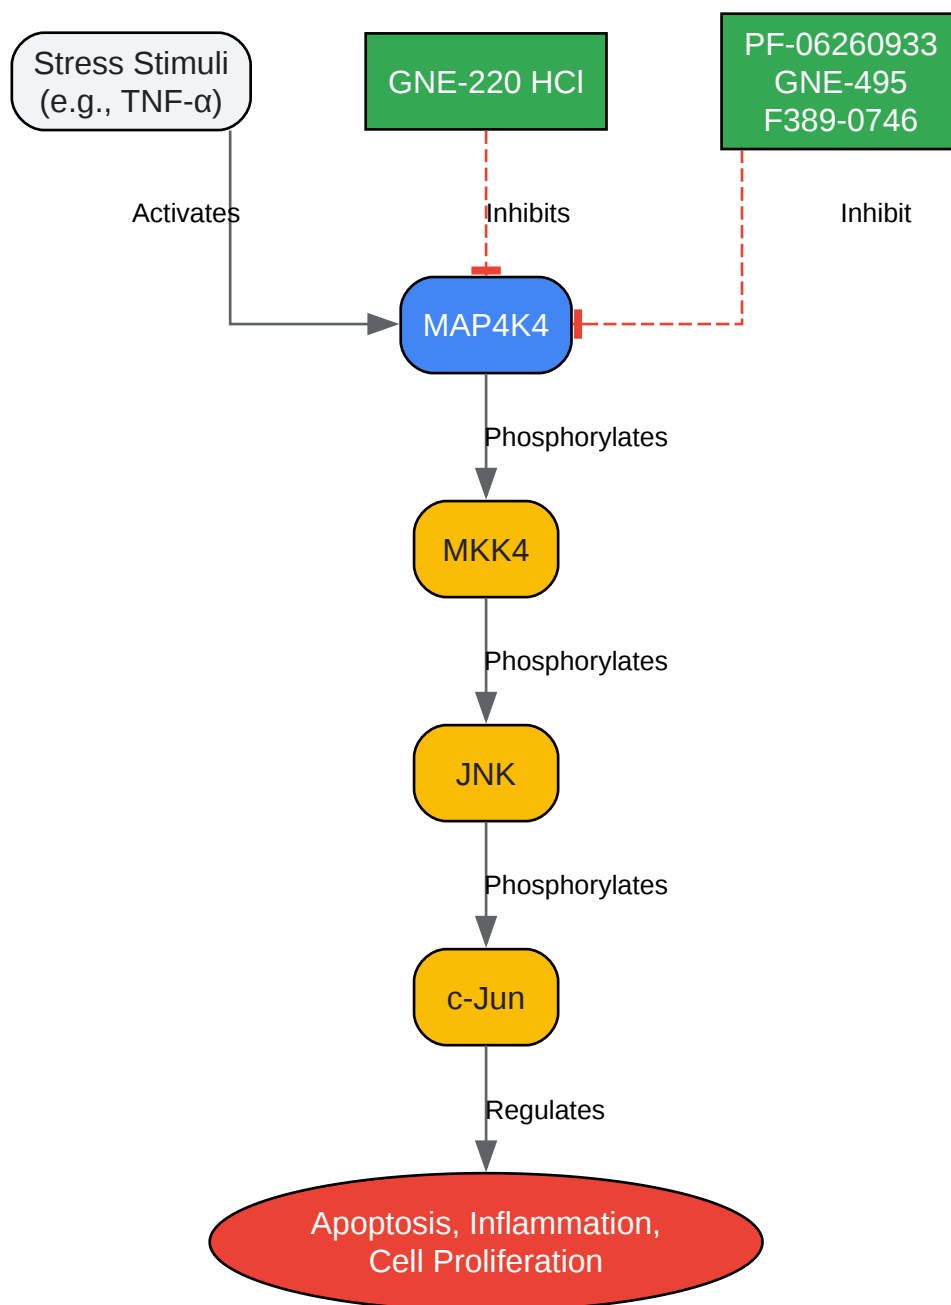 Stress Stimuli
(e.g., TNF-α)
GNE-220 HCl
PF-06260933
GNE-495
F389-0746
Activates
Inhibits
Inhibit
MAP4K4
Phosphorylates
MKK4
Phosphorylates
JNK
Phosphorylates
c-Jun
Regulates
Apoptosis, Inflammation,
Cell Proliferation